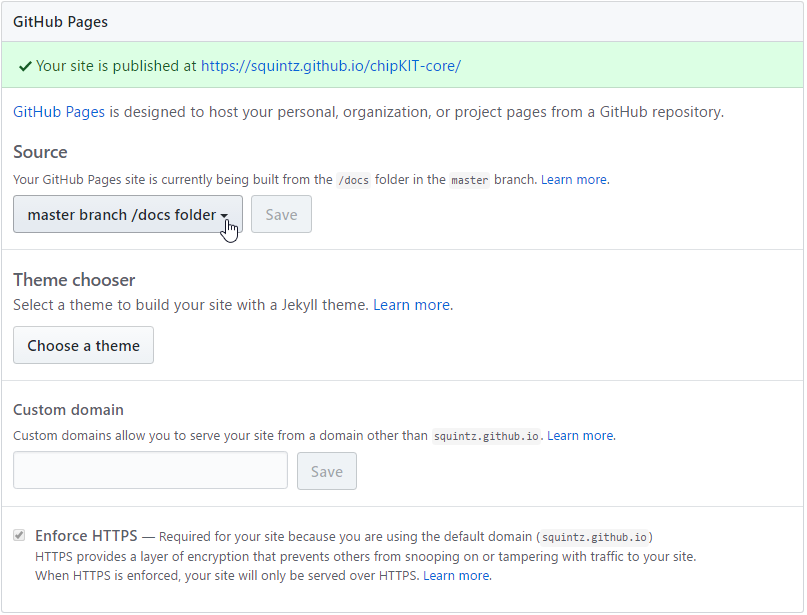 GitHub Pages
Your site is published at https://squintz.github.io/chipKIT-core/
GitHub Pages is designed to host your personal, organization, or project pages from a GitHub repository.
Source
Your GitHub Pages site is currently being built from the /docs folder in the master branch. Learn more.
master branch /docs folder Save
Theme chooser
Select a theme to build your site with a Jekyll theme. Learn more.
Choose a theme
Custom domain
Custom domains allow you to serve your site from a domain other than squintz.github.io. Learn more.
Save
Enforce HTTPS — Required for your site because you are using the default domain (squintz.github.io)
HTTPS provides a layer of encryption that prevents others from snooping on or tampering with traffic to your site.
When HTTPS is enforced, your site will only be served over HTTPS. Learn more.